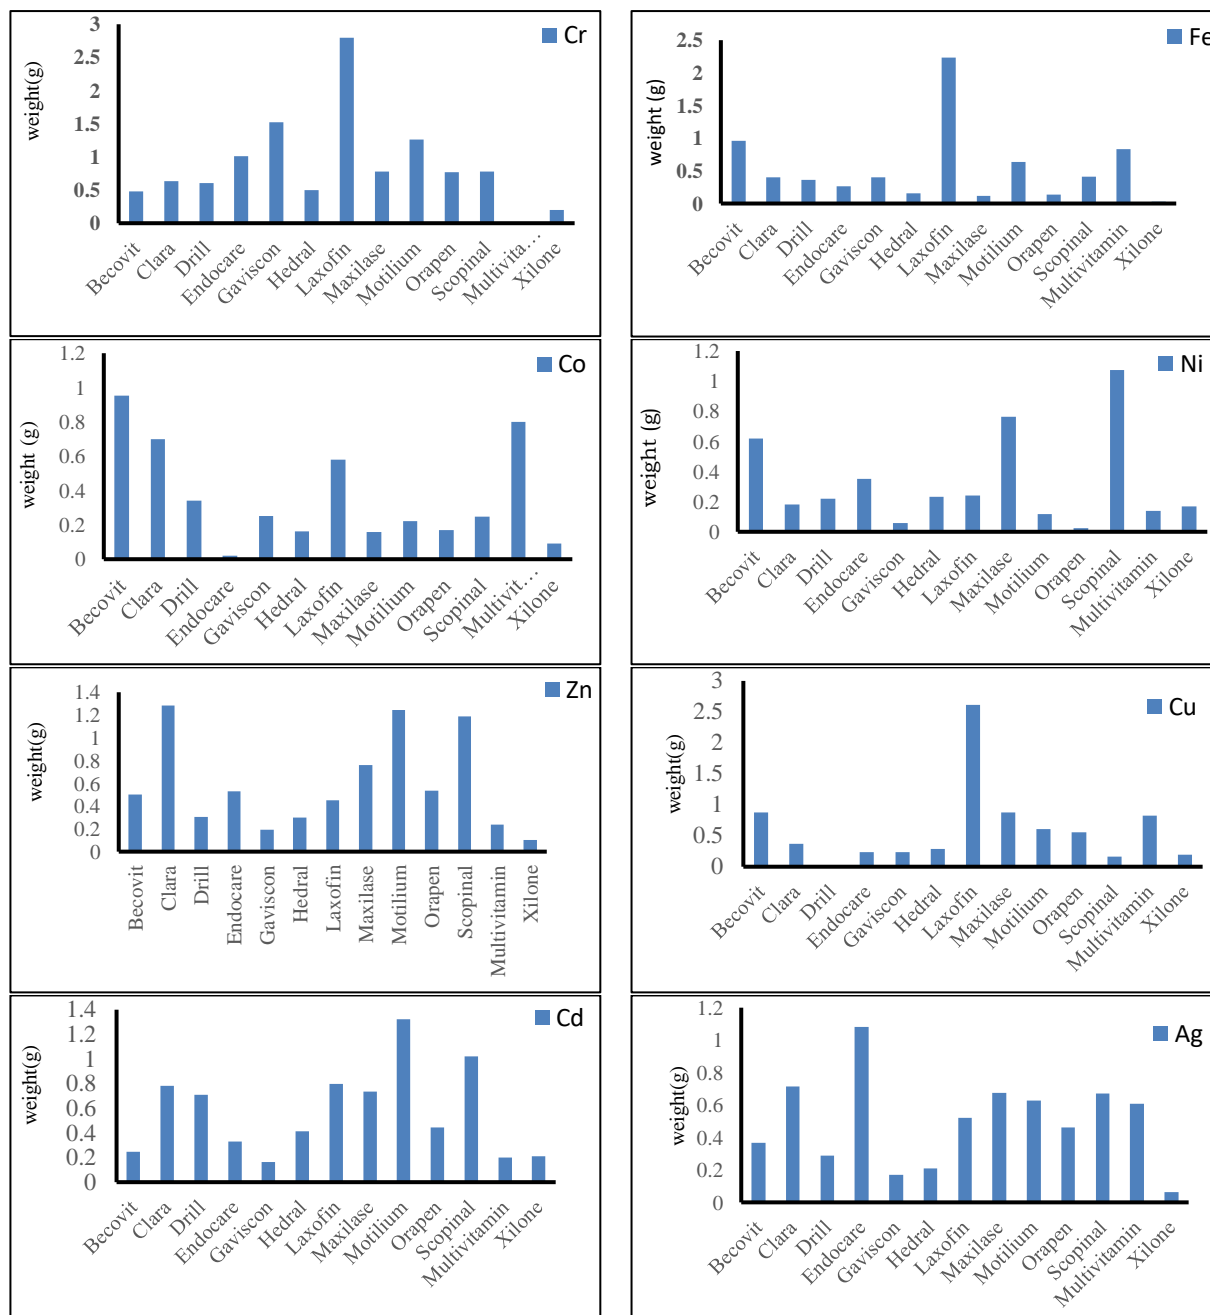 Cr
weight(g)
3
2.5
2
1.5
1
0.5
0
Becovit
Clara
Drill
Endocare
Gaviscon
Hedral
Laxofin
Maxilase
Motilium
Orapen
Scopinal
Multivita...
Xilone
Fe
weight (g)
2.5
2
1.5
1
0.5
0
Becovit
Clara
Drill
Endocare
Gaviscon
Hedral
Laxofin
Maxilase
Motilium
Orapen
Scopinal
Multivitamin
Xilone
Co
weight (g)
1.2
1
0.8
0.6
0.4
0.2
0
Becovit
Clara
Drill
Endocare
Gaviscon
Hedral
Laxofin
Maxilase
Motilium
Orapen
Scopinal
Multivit...
Xilone
Ni
weight (g)
1.2
1
0.8
0.6
0.4
0.2
0
Becovit
Clara
Drill
Endocare
Gaviscon
Hedral
Laxofin
Maxilase
Motilium
Orapen
Scopinal
Multivitamin
Xilone
Zn
weight(g)
1.4
1.2
1
0.8
0.6
0.4
0.2
0
Becovit
Clara
Drill
Endocare
Gaviscon
Hedral
Laxofin
Maxilase
Motilium
Orapen
Scopinal
Multivitamin
Xilone
Cu
weight(g)
3
2.5
2
1.5
1
0.5
0
Becovit
Clara
Drill
Endocare
Gaviscon
Hedral
Laxofin
Maxilase
Motilium
Orapen
Scopinal
Multivitamin
Xilone
Cd
weight(g)
1.4
1.2
1
0.8
0.6
0.4
0.2
0
Becovit
Clara
Drill
Endocare
Gaviscon
Hedral
Laxofin
Maxilase
Motilium
Orapen
Scopinal
Multivitamin
Xilone
Ag
weight(g)
1.2
1
0.8
0.6
0.4
0.2
0
Becovit
Clara
Drill
Endocare
Gaviscon
Hedral
Laxofin
Maxilase
Motilium
Orapen
Scopinal
Multivitamin
Xilone